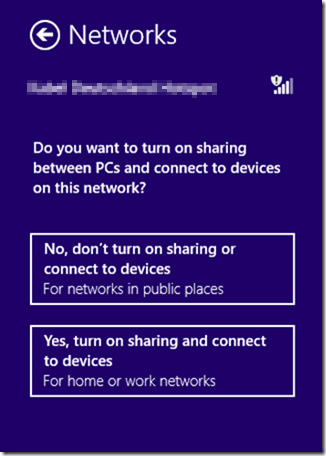 Networks
Do you want to turn on sharing
between PCs and connect to devices
on this network?
No, don't turn on sharing or
connect to devices
For networks in public places
Yes, turn on sharing and connect
to devices
For home or work networks